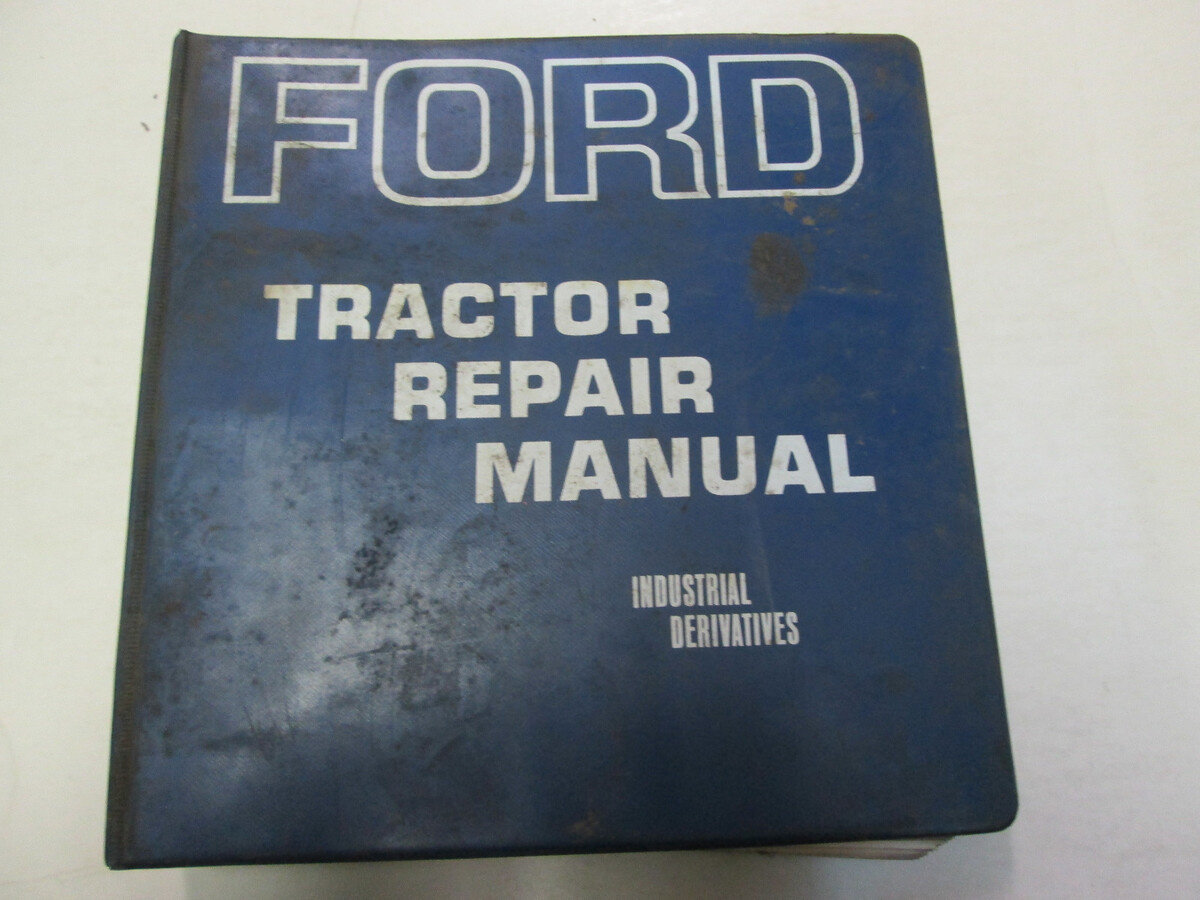 FORD
TRACTOR
REPAIR
MANUAL
INDUSTRIAL
DERIVATIVES